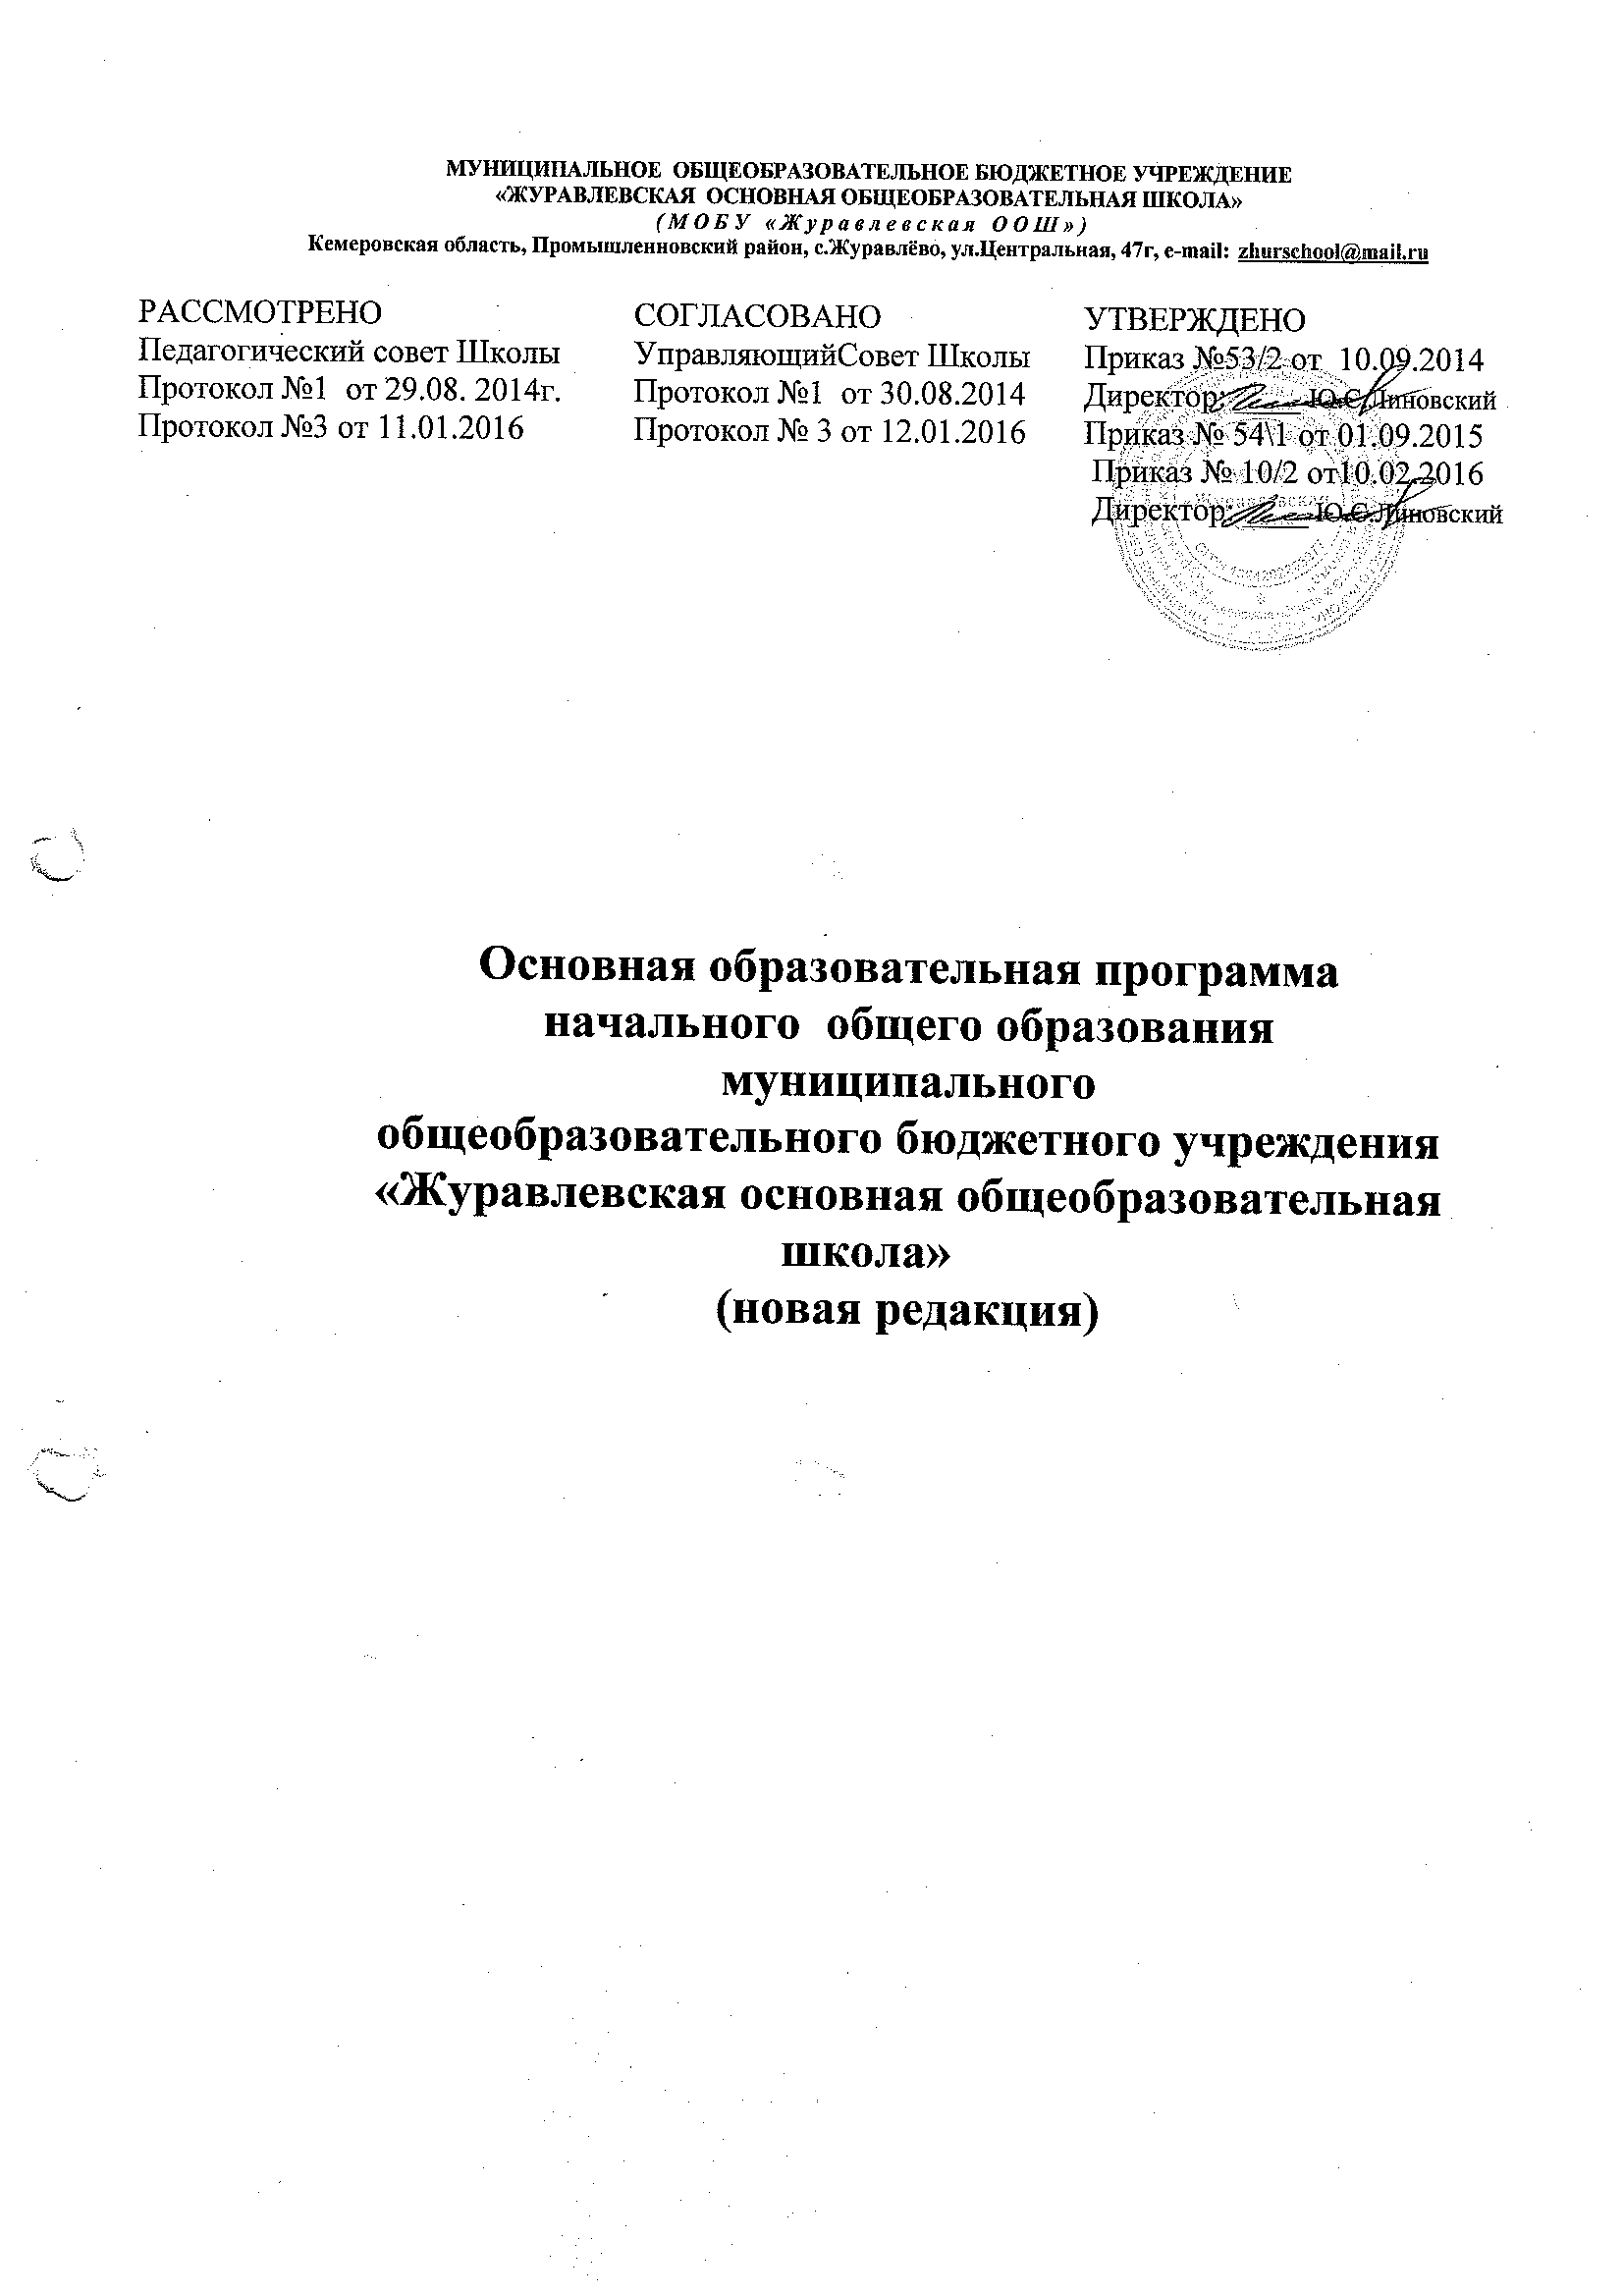 МУНИЦИПАЛЬНОЕ ОБЩЕОБРАЗОВАТЕЛЬНОЕ БЮДЖЕТНОЕ УЧРЕЖДЕНИЕ
«ЖУРАВЛЕВСКАЯ ОСНОВНАЯ ОБЩЕОБРАЗОВАТЕЛЬНАЯ ШКОЛА»
(МОБУ «Журавлевская ООШ»)
Кемеровская область, Промышленновский район, с.Журавлёво, ул.Центральная, 47г, e-mail: zhurschool@mail.ru
РАССМОТРЕНО
Педагогический совет Школы
Протокол №1 от 29.08. 2014г.
Протокол №3 от 11.01.2016
СОГЛАСОВАНО
УправляющийСовет Школы
Протокол №1 от 30.08.2014
Протокол № 3 от 12.01.2016
УТВЕРЖДЕНО
Приказ №53/2 от 10.09.2014
Директор: Ю.С.Линовский
Приказ № 54\1 от 01.09.2015
Приказ № 10/2 от10.02.2016
Директор: Ю.С.Линовский
Основная образовательная программа
начального общего образования
муниципального
общеобразовательного бюджетного учреждения
«Журавлевская основная общеобразовательная
школа»
(новая редакция)